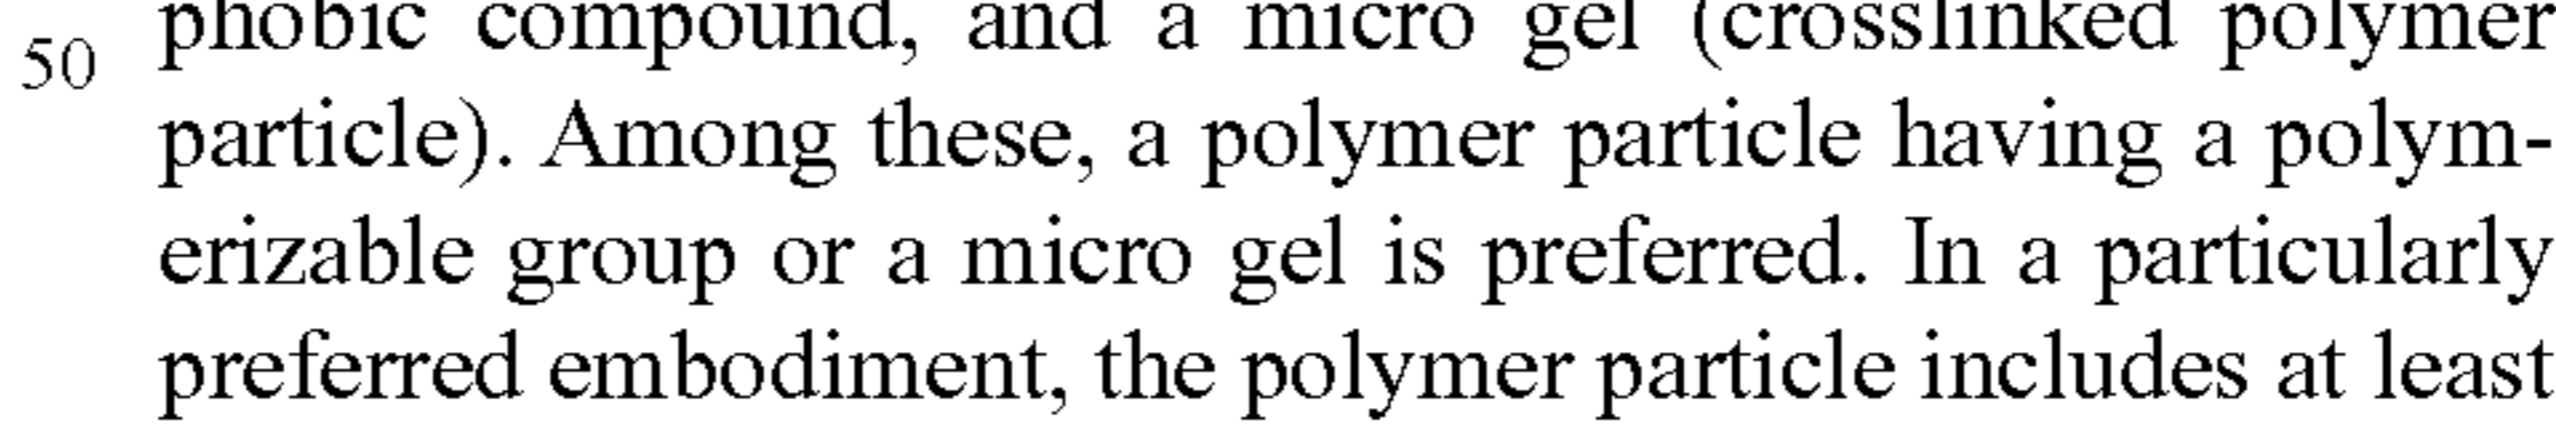 50 phobic compound, and a micro gel (crosslinked polymer
particle). Among these, a polymer particle having a polym-
erizable group or a micro gel is preferred. In a particularly
preferred embodiment, the polymer particle includes at least